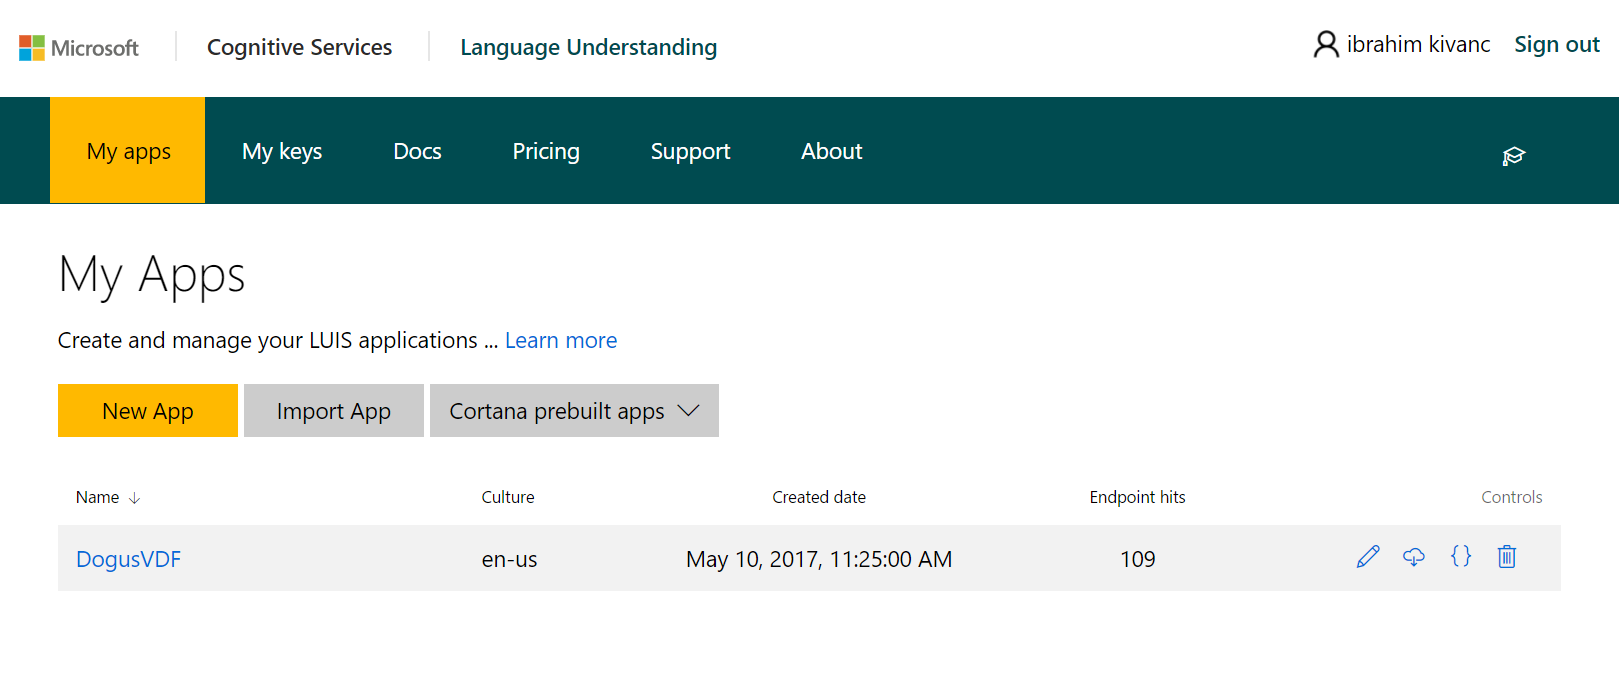 Microsoft Cognitive Services Language Understanding ibrahim kivanc Sign out
My apps My keys Docs Pricing Support About
My Apps
Create and manage your LUIS applications ... Learn more
New App Import App Cortana prebuilt apps
Name Culture Created date Endpoint hits Controls
DogusVDF en-us May 10, 2017, 11:25:00 AM 109